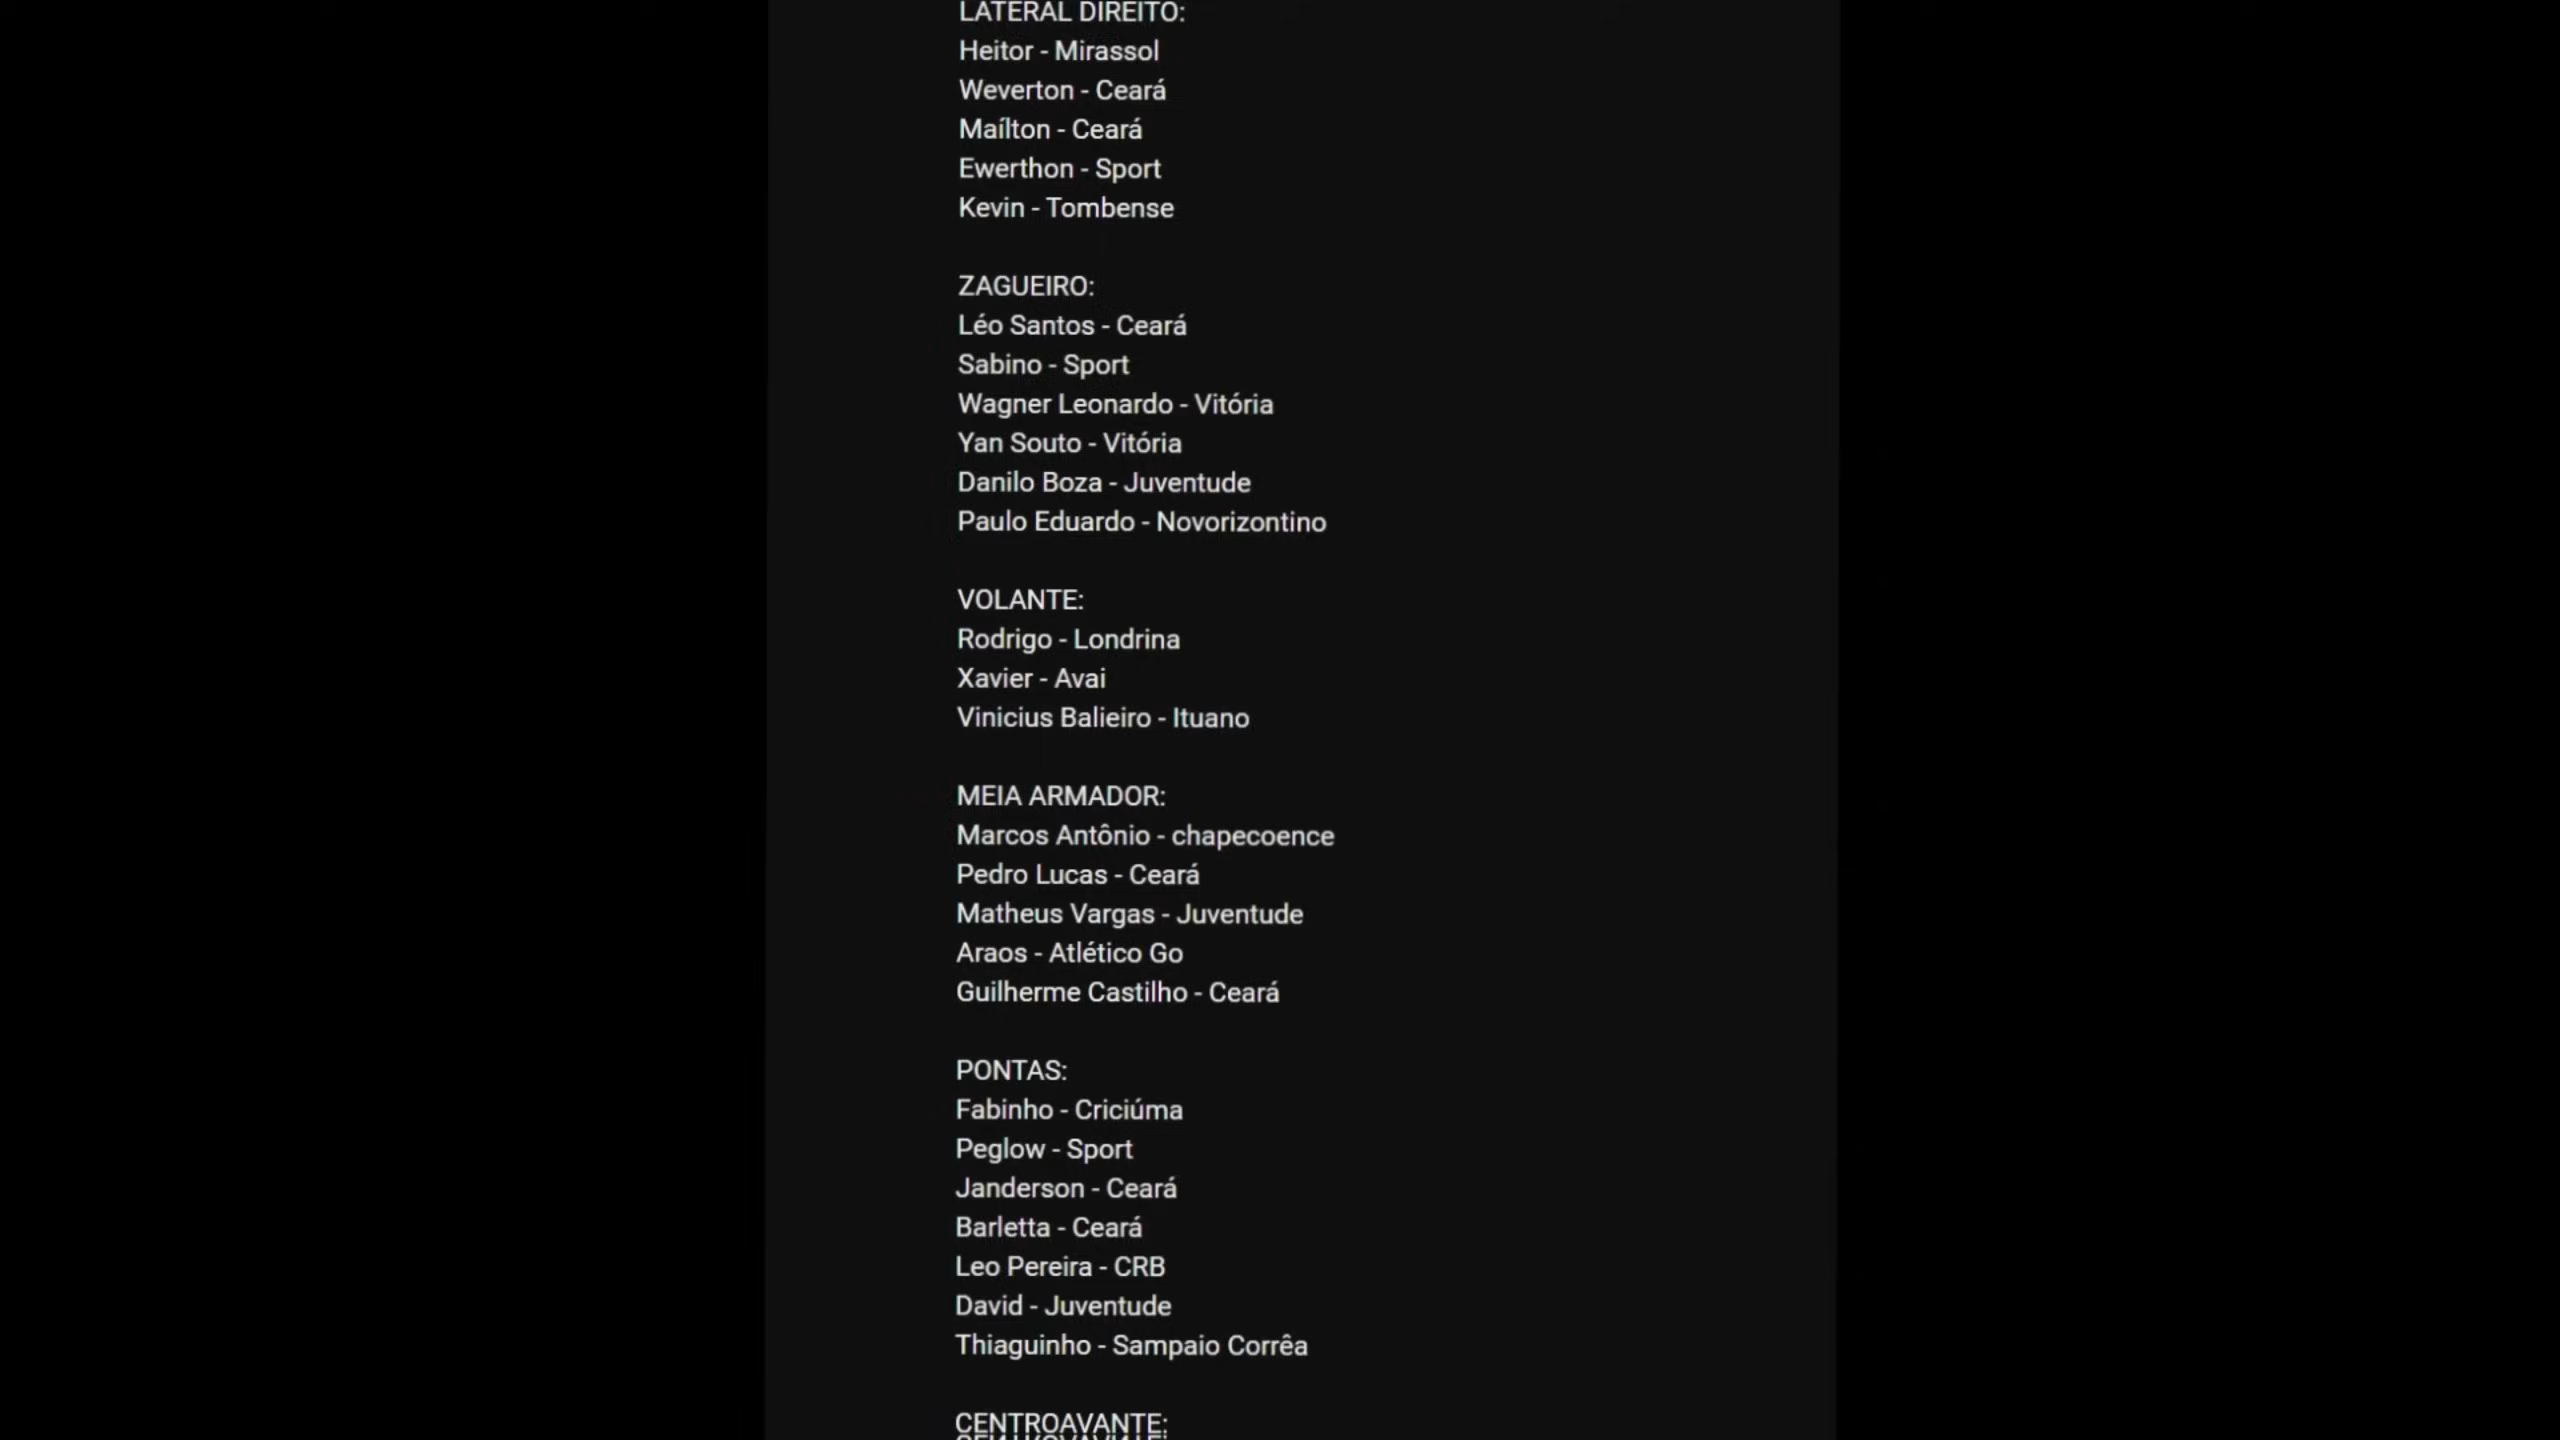 LATERAL DIREITO:
Heitor - Mirassol
Weverton - Ceará
Maílton - Ceará
Ewerthon - Sport
Kevin - Tombense
ZAGUEIRO:
Léo Santos - Ceará
Sabino - Sport
Wagner Leonardo - Vitória
Yan Souto - Vitória
Danilo Boza - Juventude
Paulo Eduardo - Novorizontino
VOLANTE:
Rodrigo - Londrina
Xavier - Avai
Vinicius Balieiro - Ituano
MEIA ARMADOR:
Marcos Antônio - chapecoence
Pedro Lucas - Ceará
Matheus Vargas - Juventude
Araos - Atlético Go
Guilherme Castilho - Ceará
PONTAS:
Fabinho - Criciúma
Peglow - Sport
Janderson - Ceará
Barletta - Ceará
Leo Pereira - CRB
David - Juventude
Thiaguinho - Sampaio Corrêa
CENTROAVANTE: